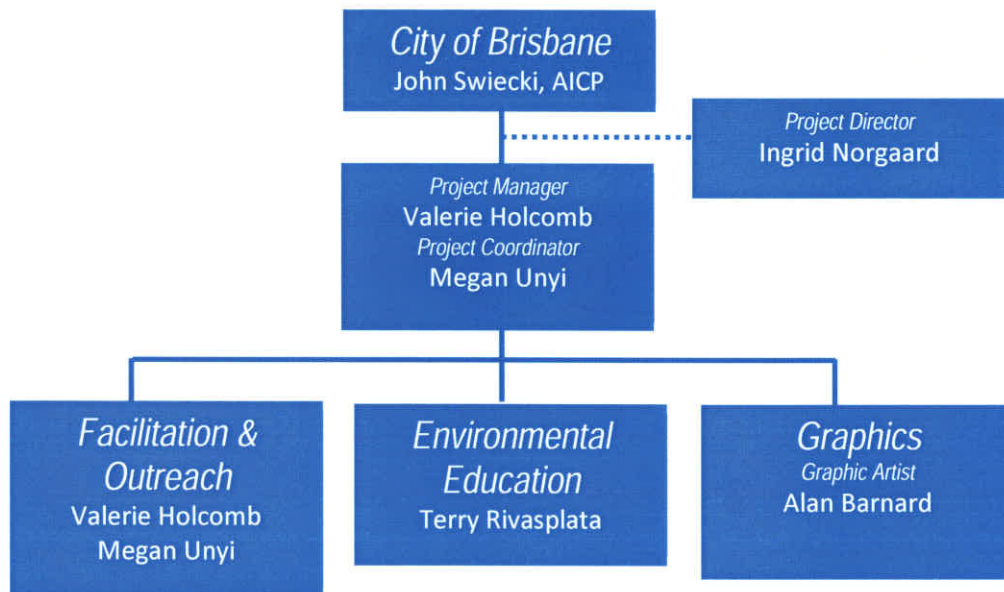 City of Brisbane
John Swiecki, AICP
Project Director
Ingrid Norgaard
Project Manager
Valerie Holcomb
Project Coordinator
Megan Unyi
Facilitation &
Outreach
Valerie Holcomb
Megan Unyi
Environmental
Education
Terry Rivasplata
Graphics
Graphic Artist
Alan Barnard